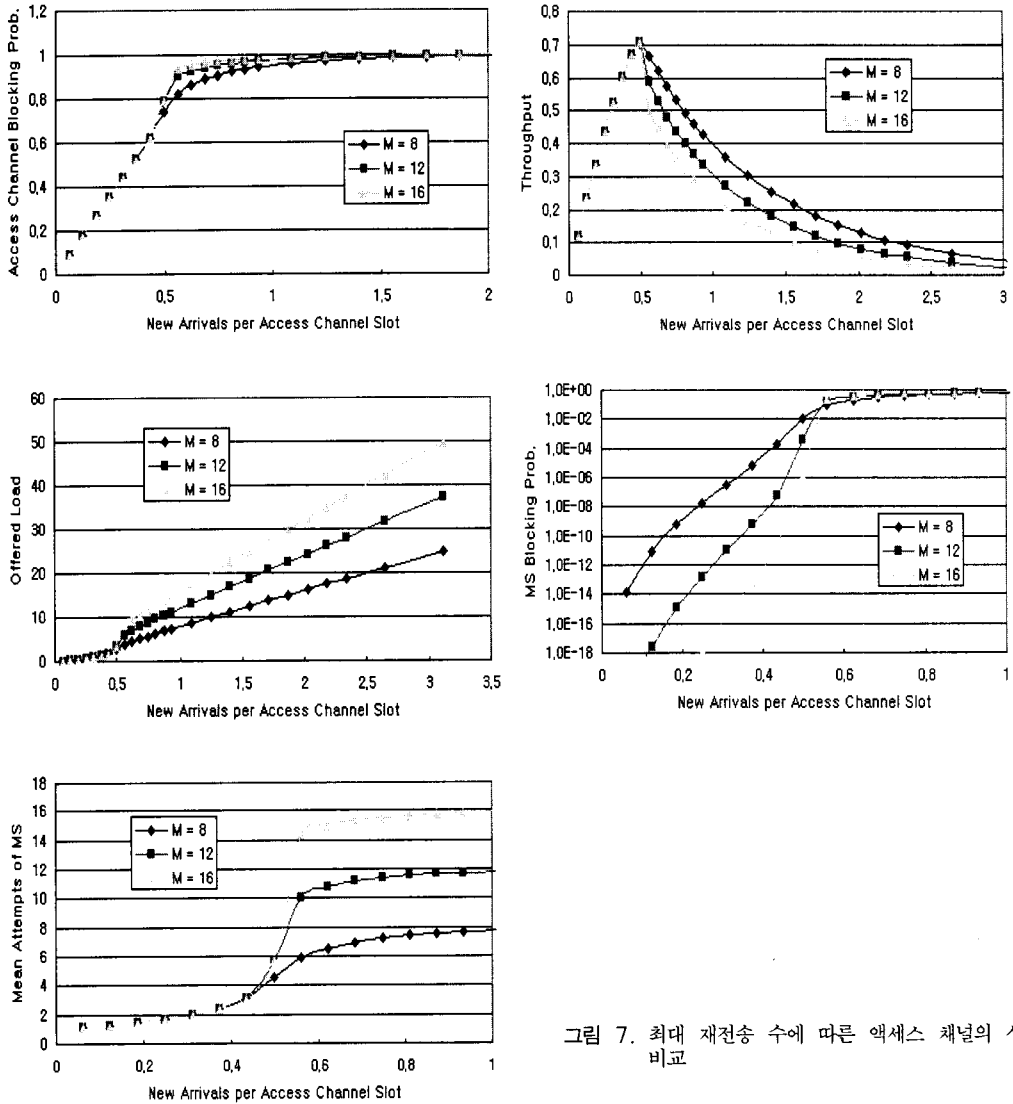 1,2
1
0,8
0,6
0,4
0,2
0
Access Channel Blocking Prob.
M = 8
M = 12
M = 16
0 0,5 1 1,5 2
New Arrivals per Access Channel Slot
0,8
0,7
0,6
0,5
0,4
0,3
0,2
0,1
0
Throughput
M = 8
M = 12
M = 16
0 0,5 1 1,5 2 2,5 3
New Arrivals per Access Channel Slot
60
50
40
30
20
10
0
Offered Load
M = 8
M = 12
M = 16
0 0,5 1 1,5 2 2,5 3 3,5
New Arrivals per Access Channel Slot
1,0E+00
1,0E-02
1,0E-04
1,0E-06
1,0E-08
1,0E-10
1,0E-12
1,0E-14
1,0E-16
1,0E-18
MS Blocking Prob.
M = 8
M = 12
M = 16
0 0,2 0,4 0,6 0,8 1
New Arrivals per Access Channel Slot
18
16
14
12
10
8
6
4
2
0
Mean Attempts of MS
M = 8
M = 12
M = 16
0 0,2 0,4 0,6 0,8 1
New Arrivals per Access Channel Slot
그림 7. 최대 재전송 수에 따른 액세스 채널의
비교